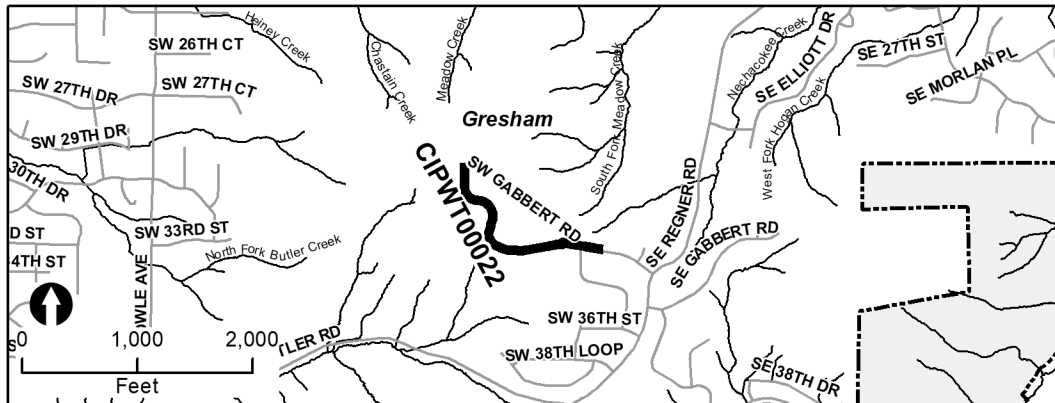 Heiney Creek
SW 26TH CT
Chastain Creek
Meadow Creek
Nechacokee Creek
SE ELLIOTT DR
SE 27TH ST
SE MORLAN PL
SW 27TH DR
SW 27TH CT
Gresham
South Fork Meadow Creek
West Fork Hogan Creek
SW 29TH DR
30TH DR
CIPWT00022
SW GABBERT RD
SE REGNER RD
SE GABBERT RD
D ST
SW 33RD ST
North Fork Butler Creek
4TH ST
OWLE AVE
SW 36TH ST
0 1,000 2,000
Feet
S
TLER RD
SW 38TH LOOP
SE 38TH DR